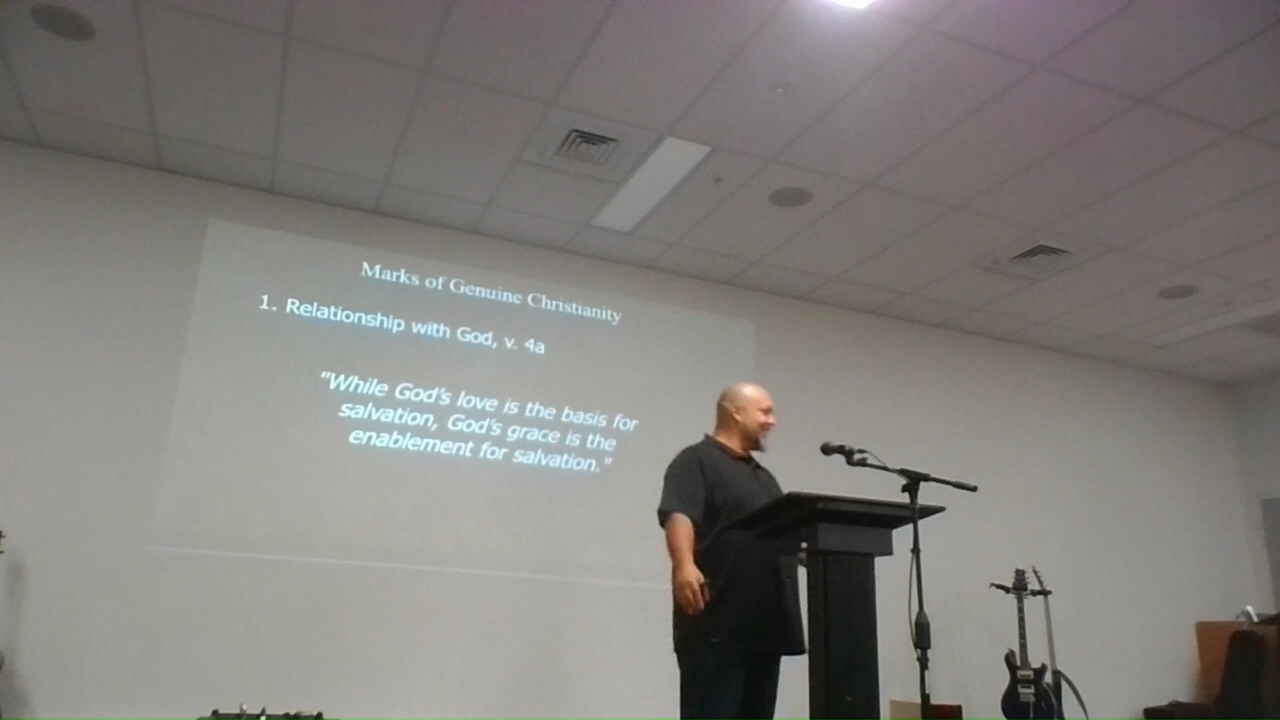 Marks of Genuine Christianity
1. Relationship with God, v. 4a
"While God's love is the basis for
salvation, God's grace is the
enablement for salvation."